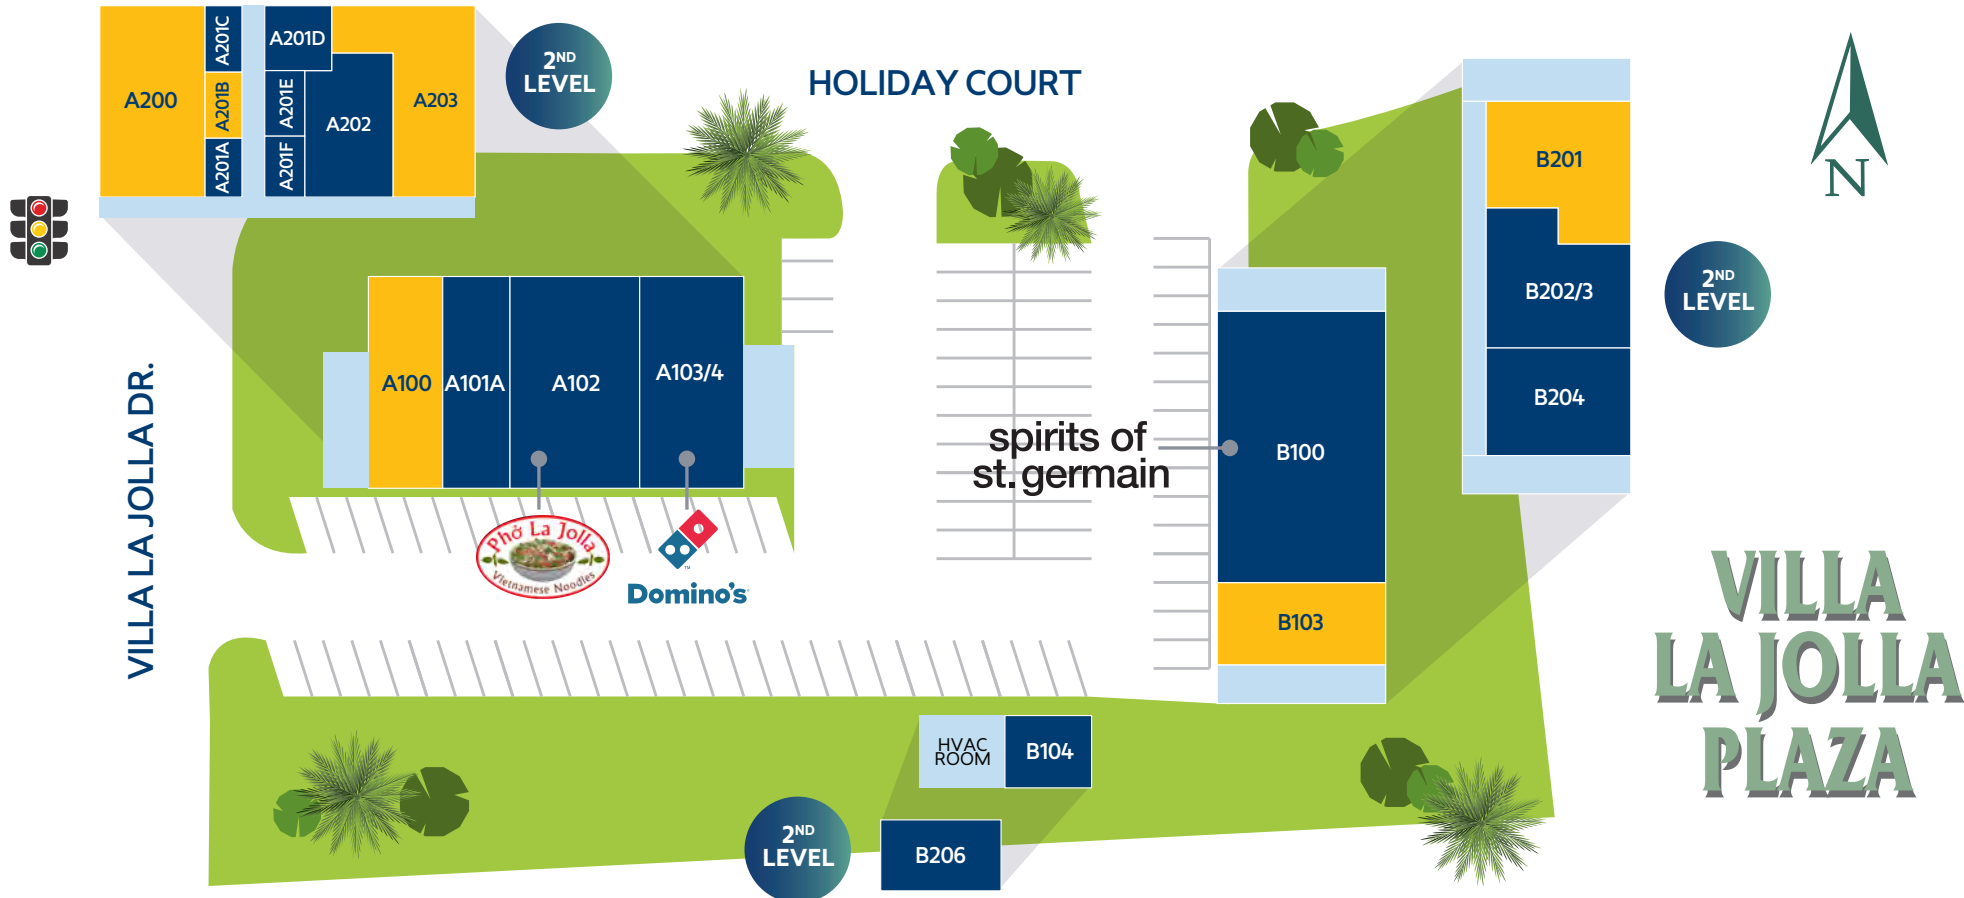 A200
A201C
A201B
A201A
A201D
A201E
A201F
A202
A203
2ND
LEVEL
HOLIDAY COURT
N
B201
B202/3
B204
2ND
LEVEL
A100
A101A
A102
A103/4
VILLA LA JOLLA DR.
Phở La Jolla
Vietnamese Noodles
Domino's
TM
spirits of
st.germain
B100
B103
HVAC
ROOM
B104
2ND
LEVEL
B206
VILLA
LA JOLLA
PLAZA